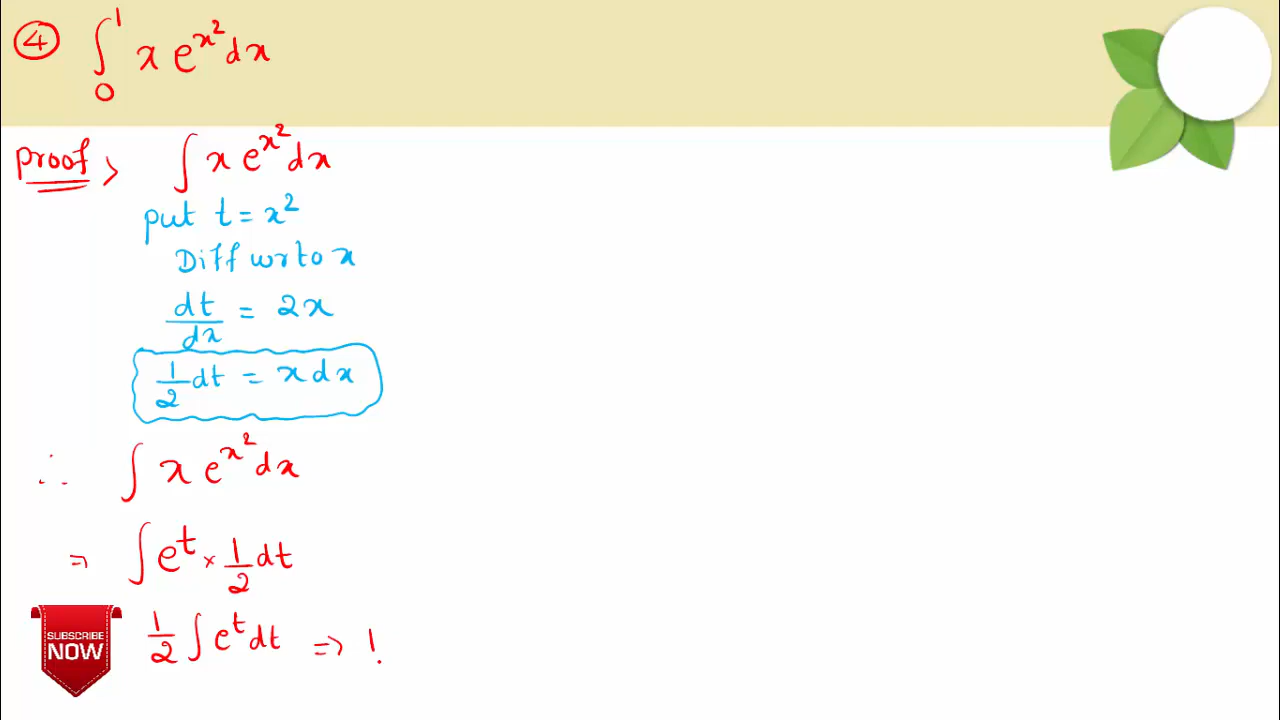 ④ ∫₀¹ x e^{x²} dx
Proof > ∫ x e^{x²} dx
put t = x²
Diff wrto x
dt/dx = 2x
1/2 dt = x dx
∴ ∫ x e^{x²} dx
⇒ ∫ e^t × 1/2 dt
1/2 ∫ e^t dt ⇒ 1
SUBSCRIBE
NOW